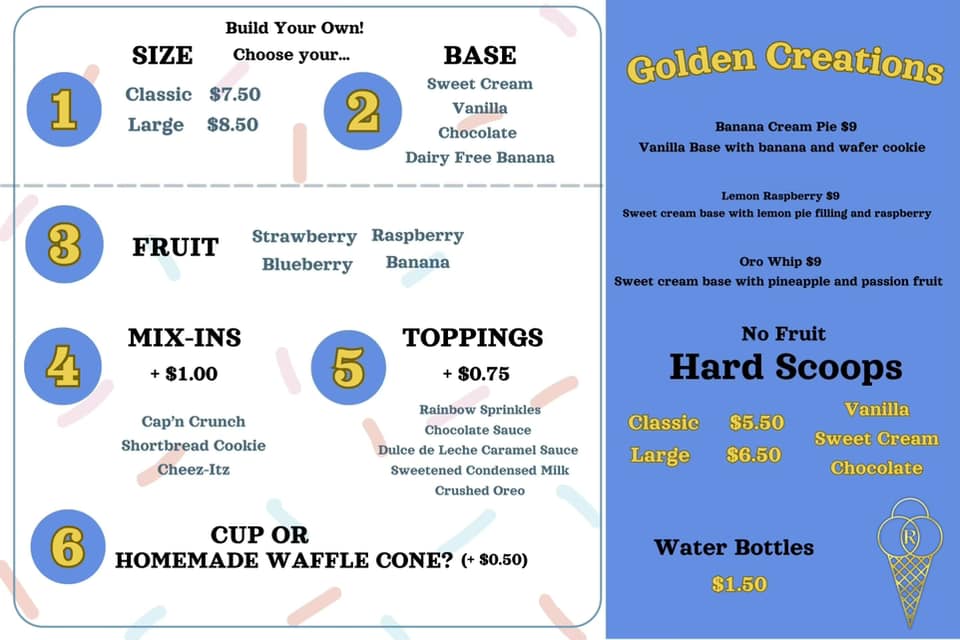 Build Your Own!
Choose your...
1
SIZE
Classic $7.50
Large $8.50
2
BASE
Sweet Cream
Vanilla
Chocolate
Dairy Free Banana
3
FRUIT
Strawberry Raspberry
Blueberry Banana
4
MIX-INS
+ $1.00
Cap'n Crunch
Shortbread Cookie
Cheez-Itz
5
TOPPINGS
+ $0.75
Rainbow Sprinkles
Chocolate Sauce
Dulce de Leche Caramel Sauce
Sweetened Condensed Milk
Crushed Oreo
6
CUP OR
HOMEMADE WAFFLE CONE? (+ $0.50)
Golden Creations
Banana Cream Pie $9
Vanilla Base with banana and wafer cookie
Lemon Raspberry $9
Sweet cream base with lemon pie filling and raspberry
Oro Whip $9
Sweet cream base with pineapple and passion fruit
No Fruit
Hard Scoops
Classic $5.50
Large $6.50
Vanilla
Sweet Cream
Chocolate
Water Bottles
$1.50
R